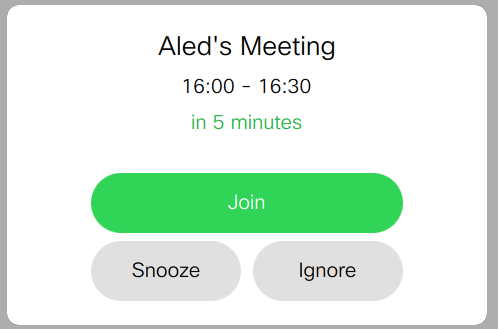 Aled's Meeting
16:00 - 16:30
in 5 minutes
Join
Snooze Ignore